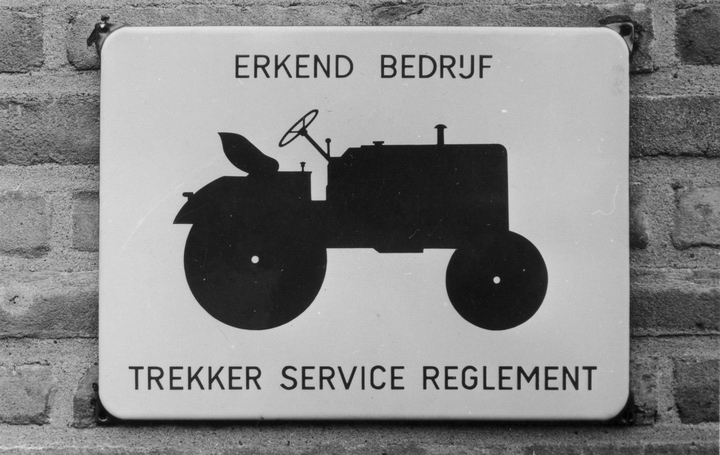 ERKEND BEDRIJF
TREKKER SERVICE REGLEMENT